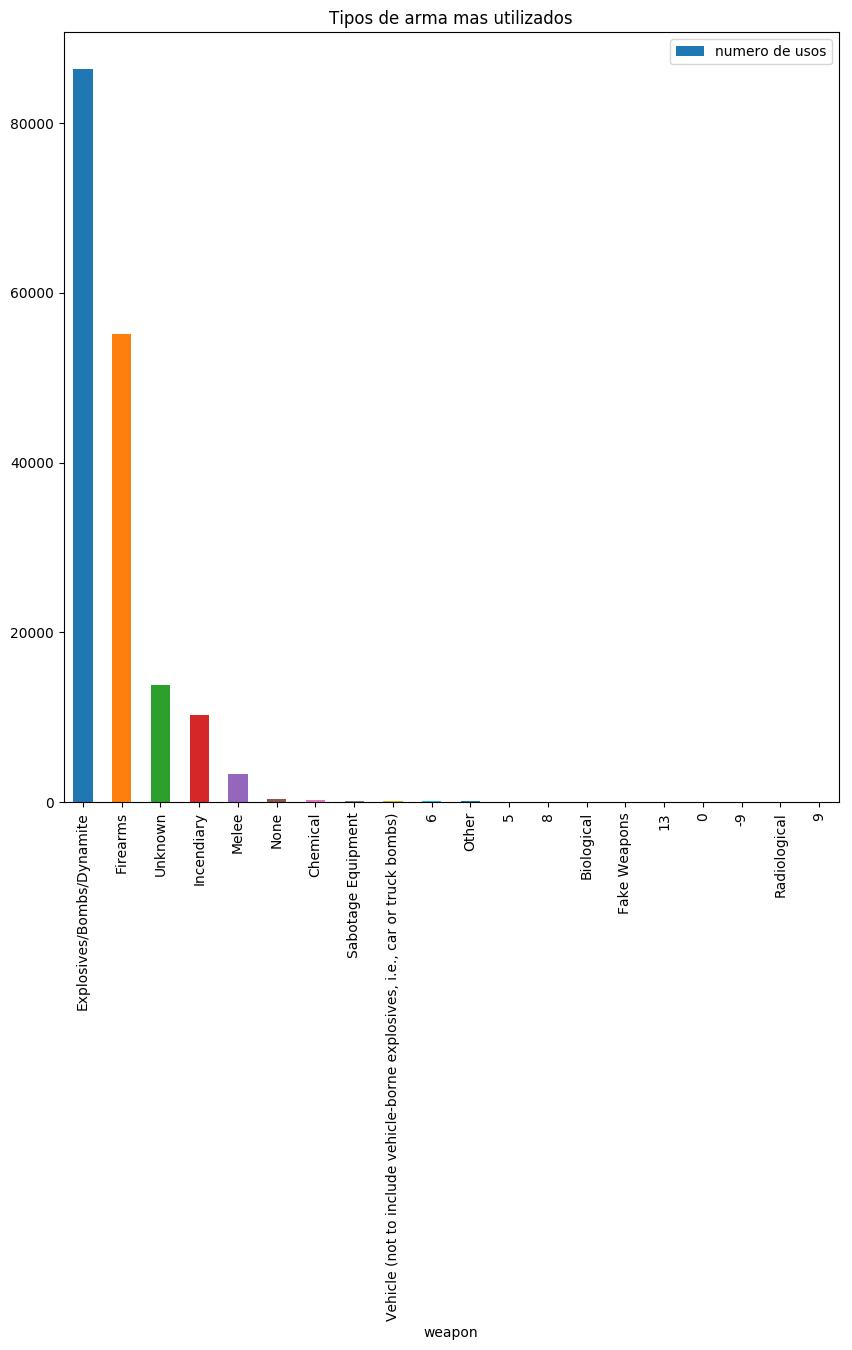 Tipos de arma mas utilizados
numero de usos
80000
60000
40000
20000
0
Explosives/Bombs/Dynamite
Firearms
Unknown
Incendiary
Melee
None
Chemical
Sabotage Equipment
Vehicle (not to include vehicle-borne explosives, i.e., car or truck bombs)
6
Other
5
8
Biological
Fake Weapons
13
0
-9
Radiological
9
weapon